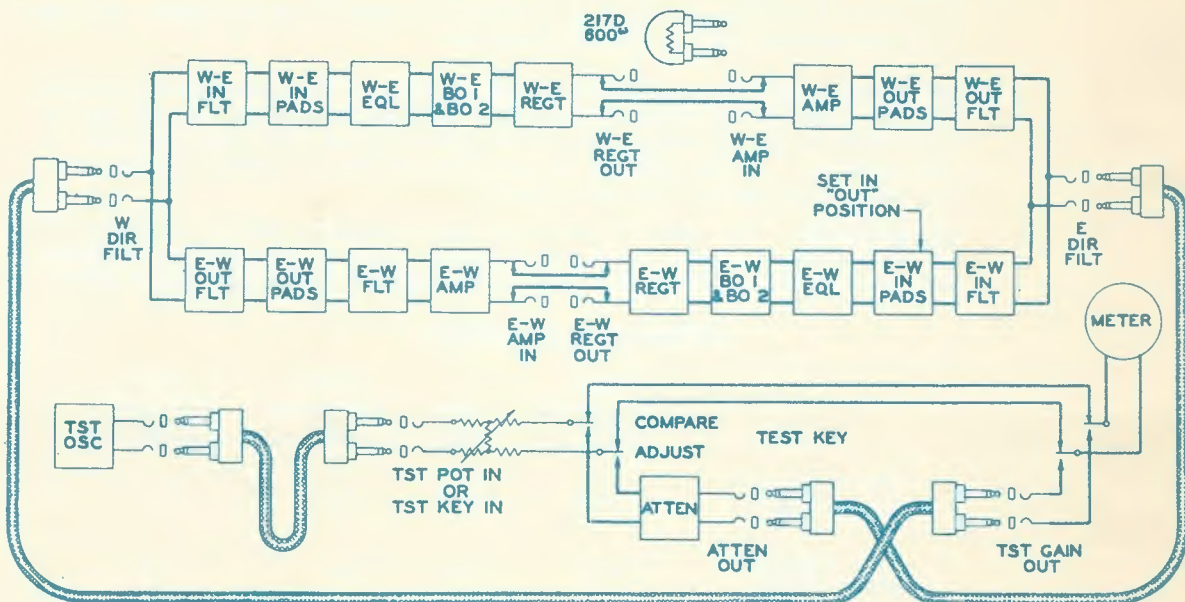 217D
600ω
W-E
IN
FLT
W-E
IN
PADS
W-E
EQL
W-E
BO 1
& BO 2
W-E
REGT
W-E
REGT
OUT
W-E
AMP
IN
W-E
AMP
W-E
OUT
PADS
W-E
OUT
FLT
W
DIR
FILT
SET IN
"OUT"
POSITION
E
DIR
FILT
E-W
OUT
FLT
E-W
OUT
PADS
E-W
FLT
E-W
AMP
E-W
AMP
IN
E-W
REGT
OUT
E-W
REGT
E-W
BO 1
& BO 2
E-W
EQL
E-W
IN
PADS
E-W
IN
FLT
METER
TST
OSC
TST POT IN
OR
TST KEY IN
COMPARE
ADJUST
TEST KEY
ATTEN
ATTEN
OUT
TST GAIN
OUT